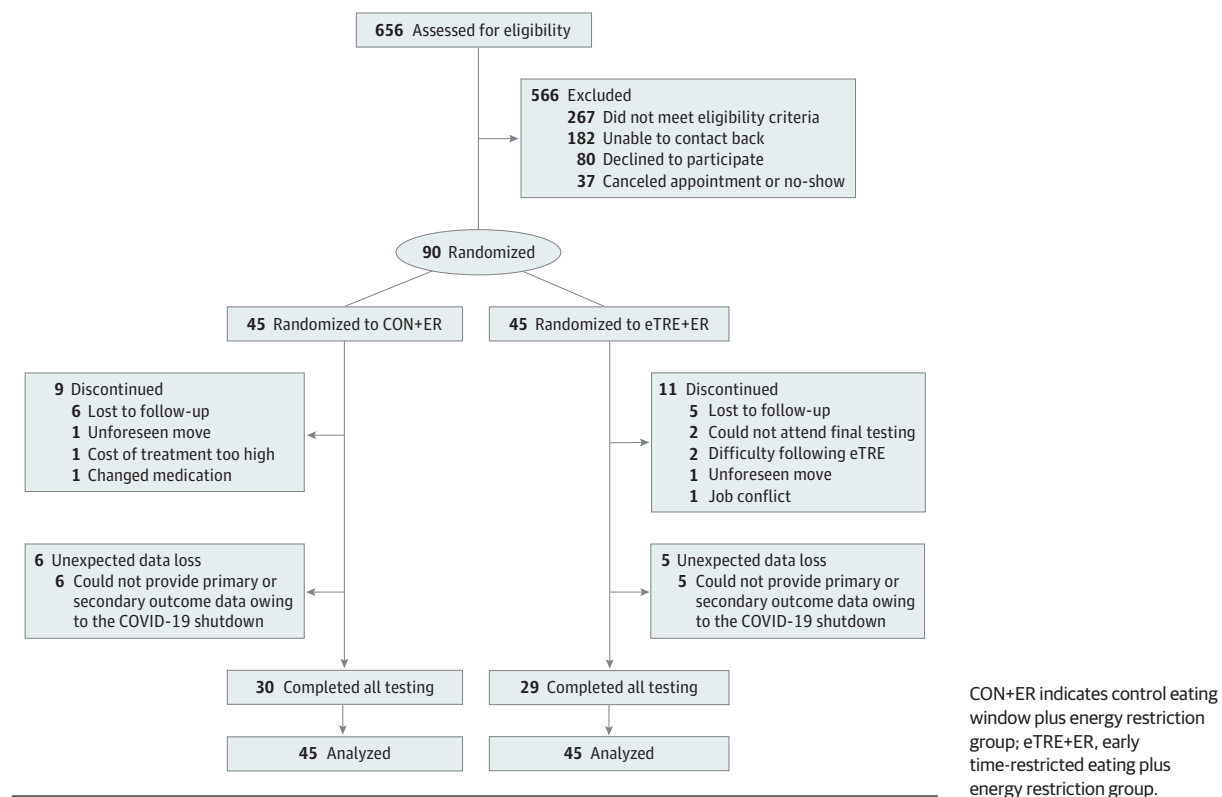 656 Assessed for eligibility
566 Excluded
267 Did not meet eligibility criteria
182 Unable to contact back
80 Declined to participate
37 Canceled appointment or no-show
90 Randomized
45 Randomized to CON+ER
45 Randomized to eTRE+ER
9 Discontinued
6 Lost to follow-up
1 Unforeseen move
1 Cost of treatment too high
1 Changed medication
11 Discontinued
5 Lost to follow-up
2 Could not attend final testing
2 Difficulty following eTRE
1 Unforeseen move
1 Job conflict
6 Unexpected data loss
6 Could not provide primary or
secondary outcome data owing
to the COVID-19 shutdown
5 Unexpected data loss
5 Could not provide primary or
secondary outcome data owing
to the COVID-19 shutdown
30 Completed all testing
29 Completed all testing
45 Analyzed
45 Analyzed
CON+ER indicates control eating
window plus energy restriction
group; eTRE+ER, early
time-restricted eating plus
energy restriction group.